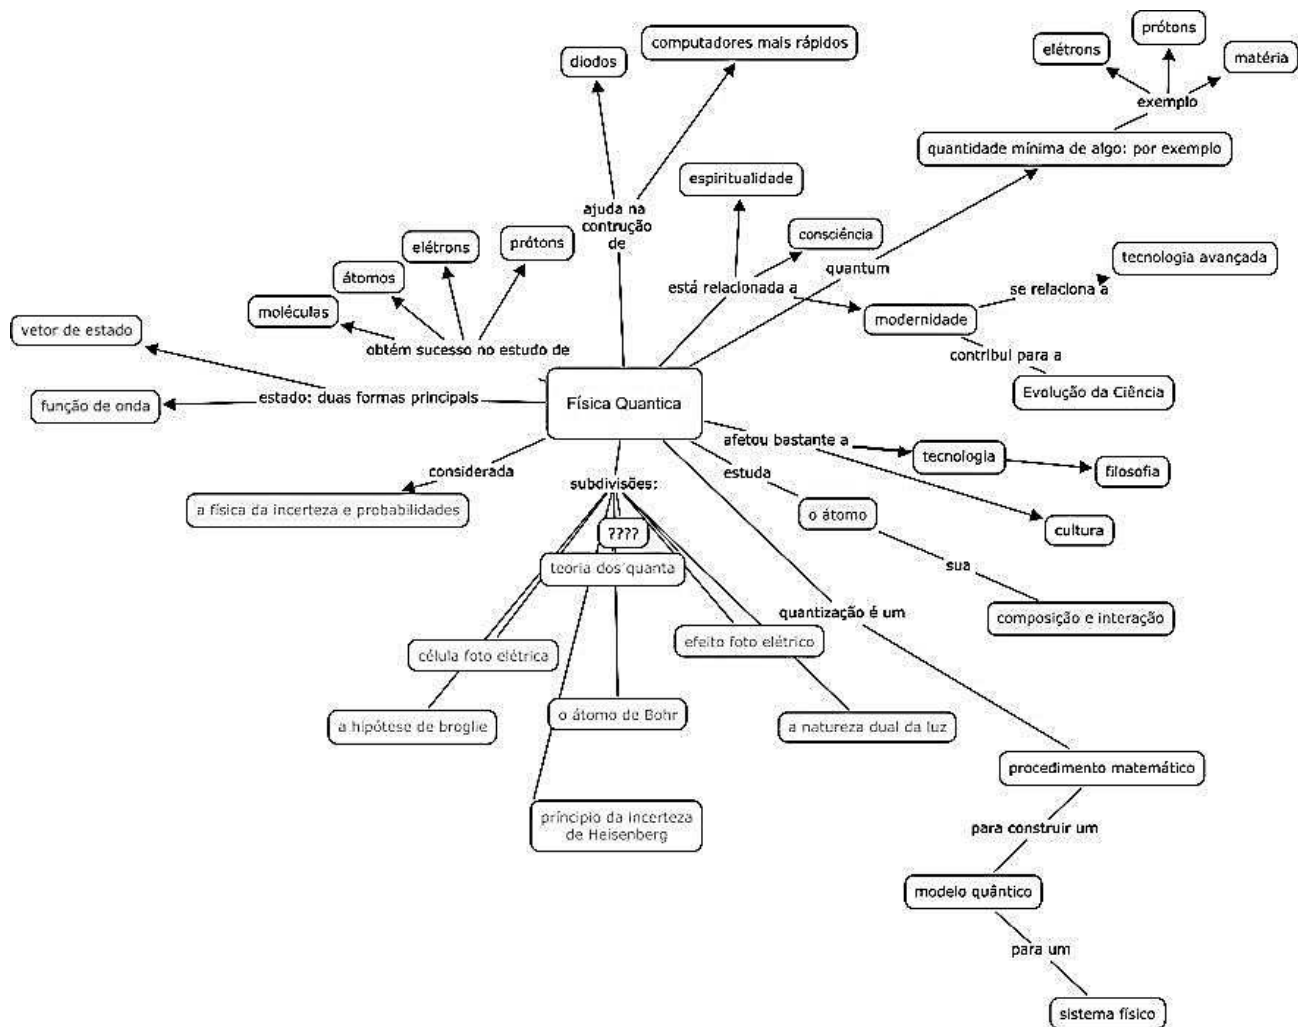 computadores mais rápidos
diodos
prótons
elétrons
matéria
exemplo
quantidade mínima de algo: por exemplo
espiritualidade
ajuda na
contrução
de
consciência
elétrons
prótons
átomos
moléculas
quantum
tecnologia avançada
está relacionada a
se relaciona a
modernidade
vetor de estado
obtém sucesso no estudo de
contribui para a
Evolução da Ciência
função de onda
estado: duas formas principais
Física Quantica
afetou bastante a
tecnologia
filosofia
considerada
estuda
subdivisões:
a física da incerteza e probabilidades
o átomo
cultura
????
teoria dos quanta
sua
quantização é um
composição e interação
célula foto elétrica
efeito foto elétrico
a hipótese de broglie
o átomo de Bohr
a natureza dual da luz
procedimento matemático
príncipio da incerteza
de Heisenberg
para construir um
modelo quântico
para um
sistema físico